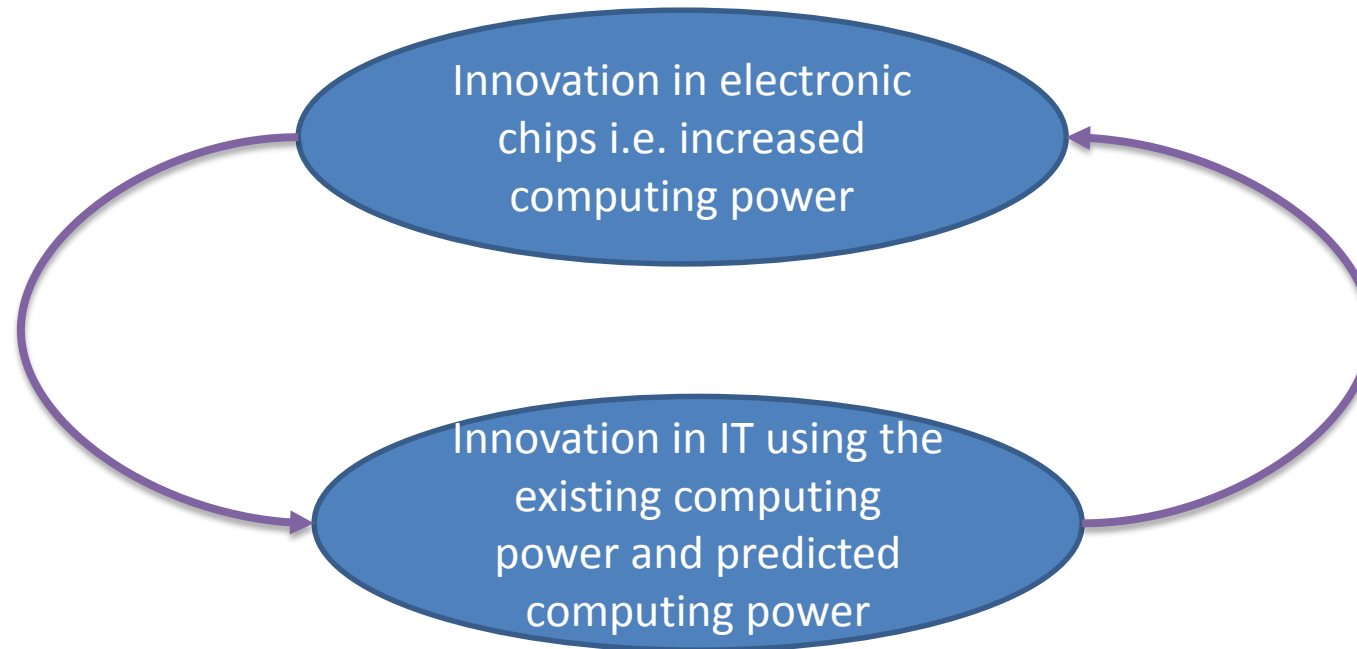 Innovation in electronic
chips i.e. increased
computing power
Innovation in IT using the
existing computing
power and predicted
computing power